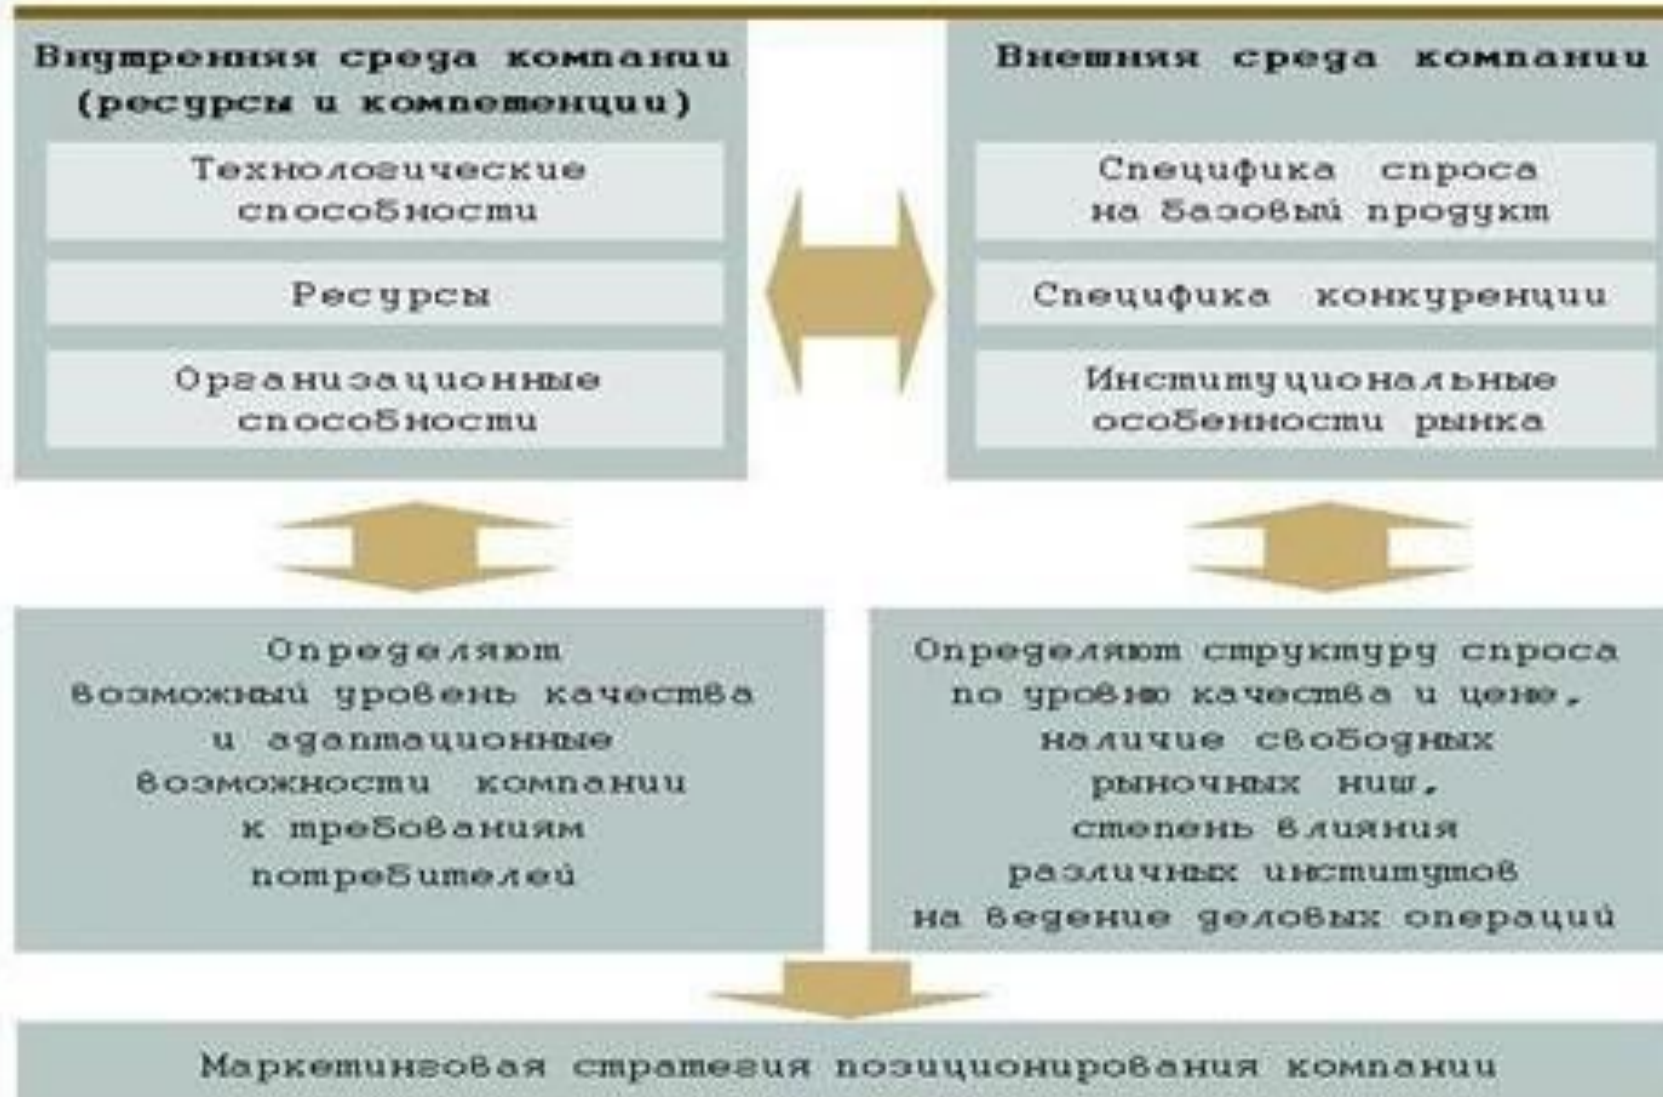 Внутренняя среда компании
(ресурсы и компетенции)
Технологические
способности
Ресурсы
Организационные
способности
Внешняя среда компании
Специфика спроса
на базовый продукт
Специфика конкуренции
Институциональные
особенности рынка
Определяют
возможный уровень качества
и адаптационные
возможности компании
к требованиям
потребителей
Определяют структуру спроса
по уровню качества и цене,
наличие свободных
рыночных ниш,
степень влияния
различных институтов
на ведение деловых операций
Маркетинговая стратегия позиционирования компании